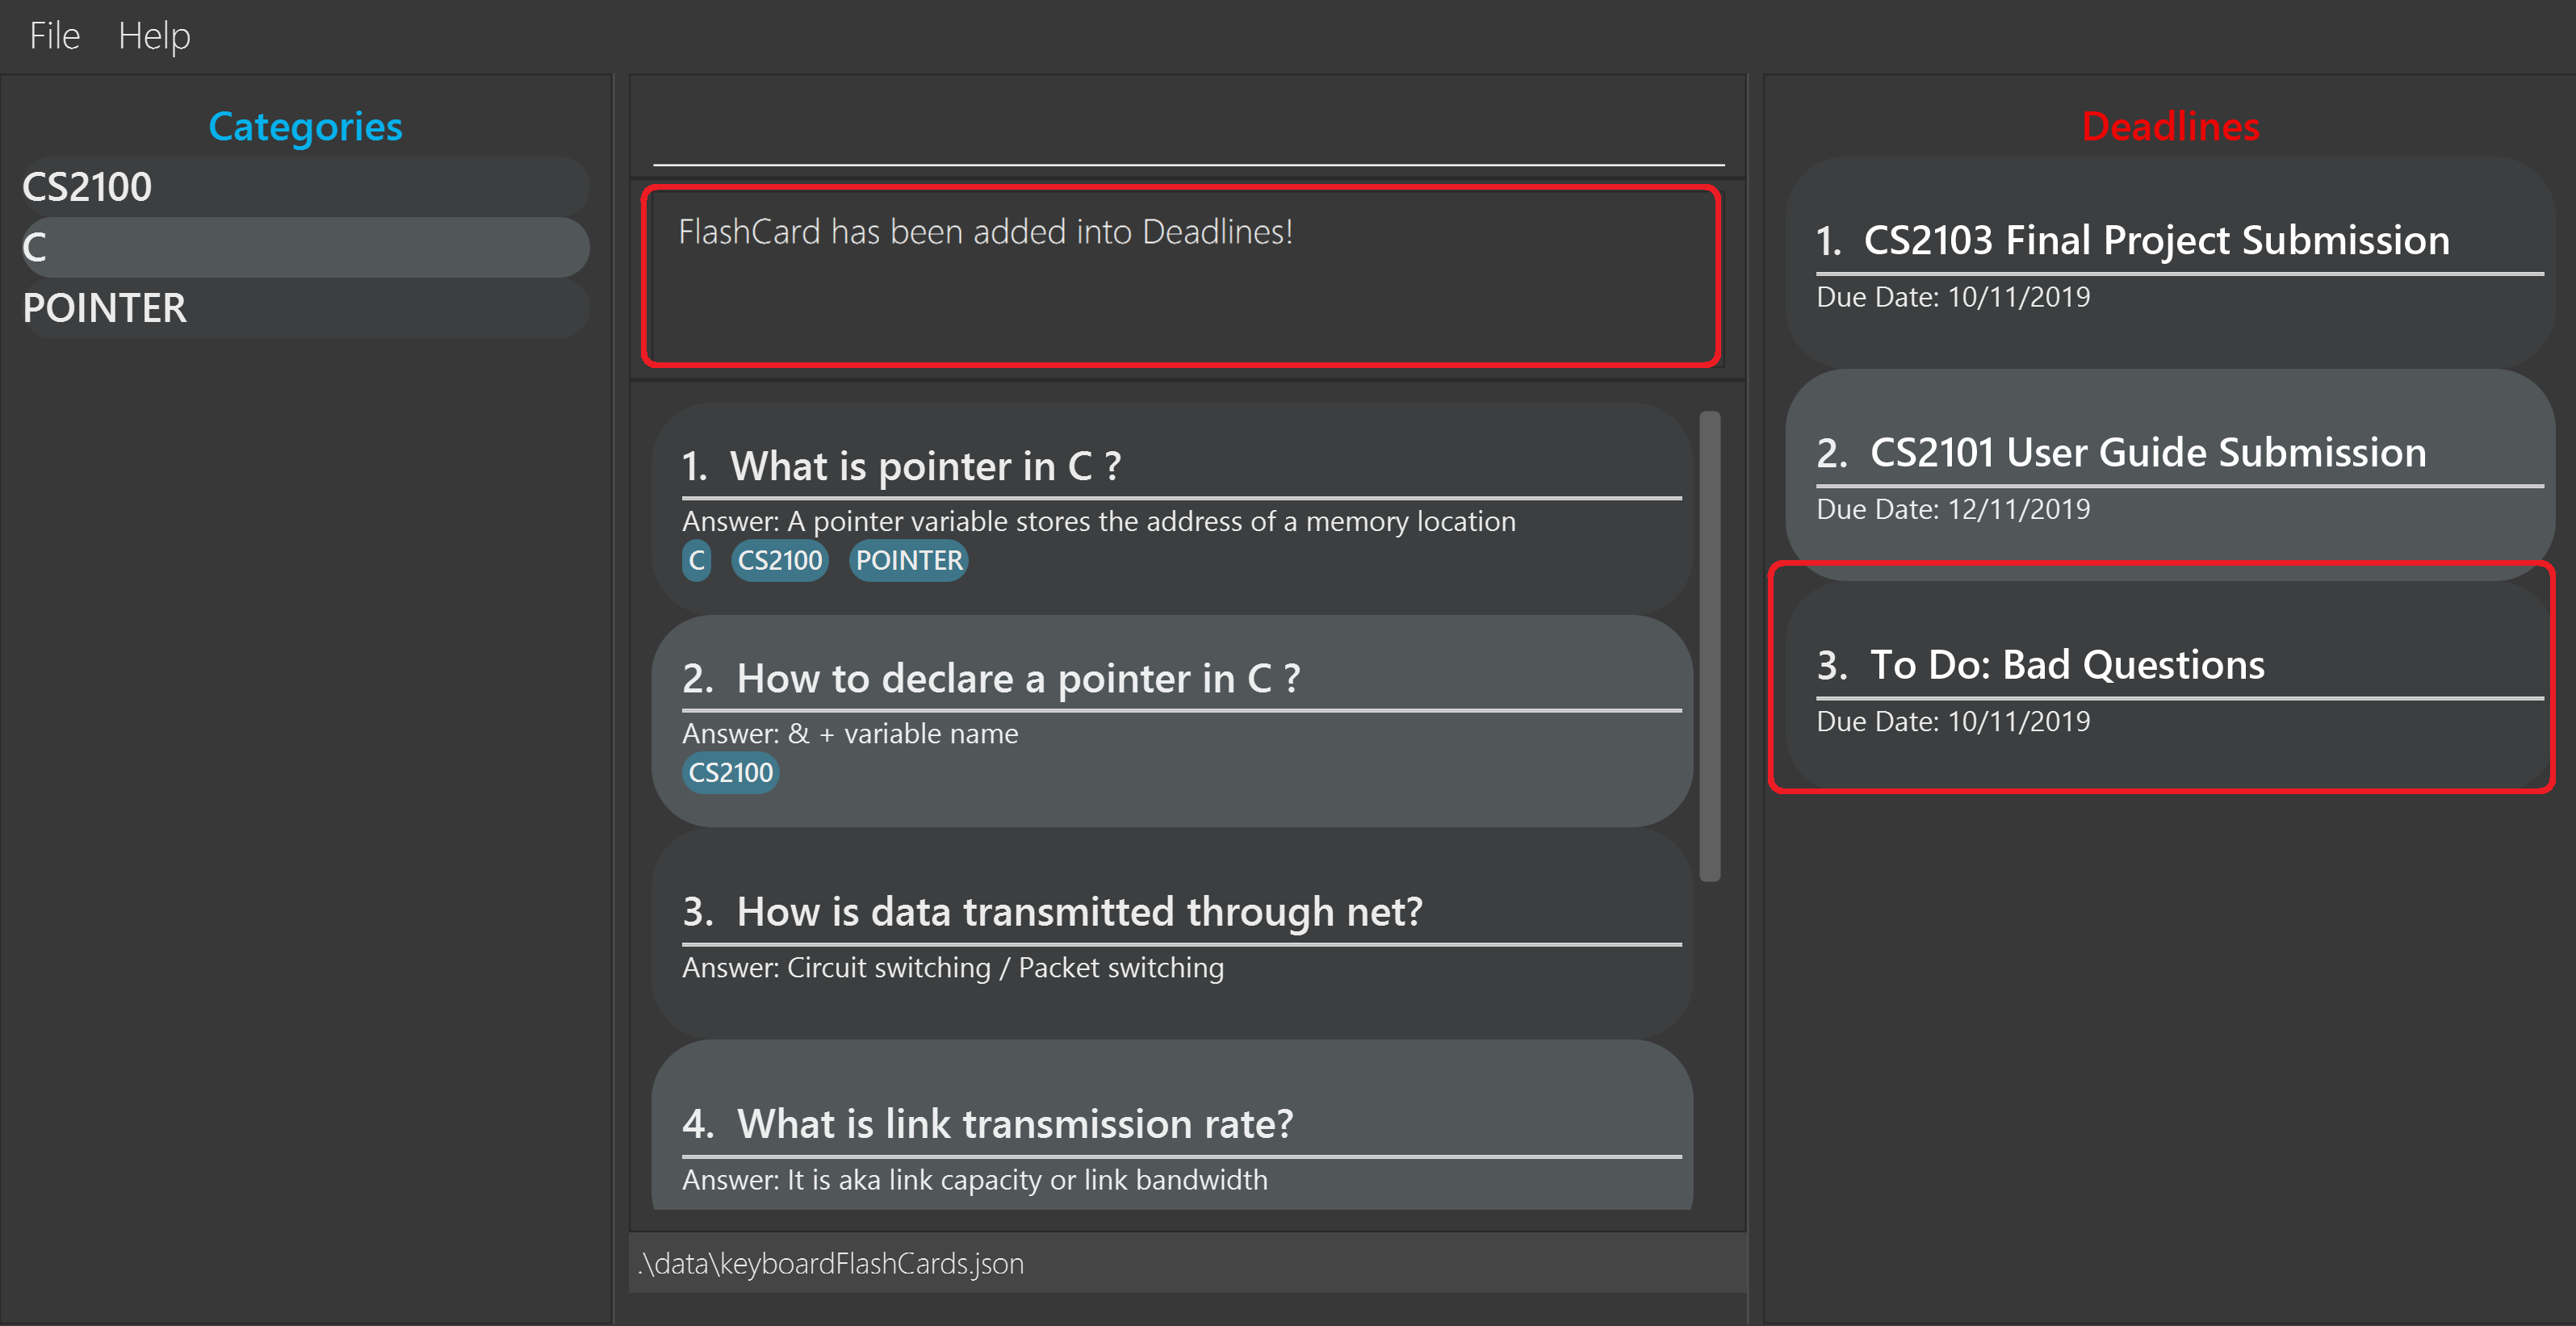 File Help
Categories
CS2100
C
POINTER
FlashCard has been added into Deadlines!
1. What is pointer in C ?
Answer: A pointer variable stores the address of a memory location
C CS2100 POINTER
2. How to declare a pointer in C ?
Answer: & + variable name
CS2100
3. How is data transmitted through net?
Answer: Circuit switching / Packet switching
4. What is link transmission rate?
Answer: It is aka link capacity or link bandwidth
.\data\keyboardFlashCards.json
Deadlines
1. CS2103 Final Project Submission
Due Date: 10/11/2019
2. CS2101 User Guide Submission
Due Date: 12/11/2019
3. To Do: Bad Questions
Due Date: 10/11/2019